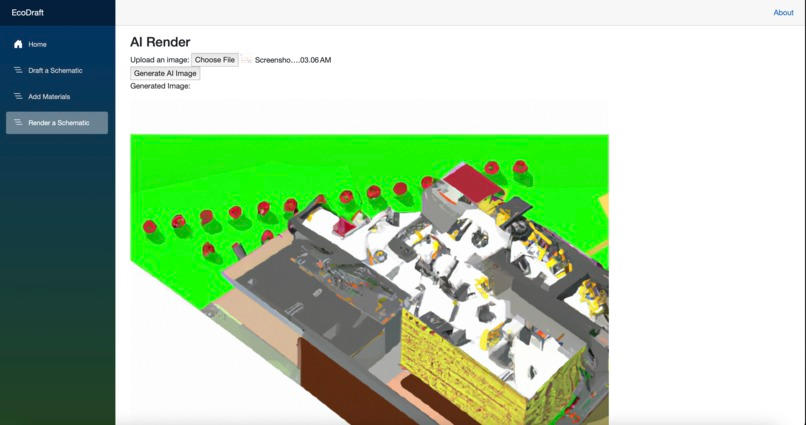 EcoDraft
About
Home
Draft a Schematic
Add Materials
Render a Schematic
AI Render
Upload an image: Choose File Screensho....03.06 AM
Generate AI Image
Generated Image: